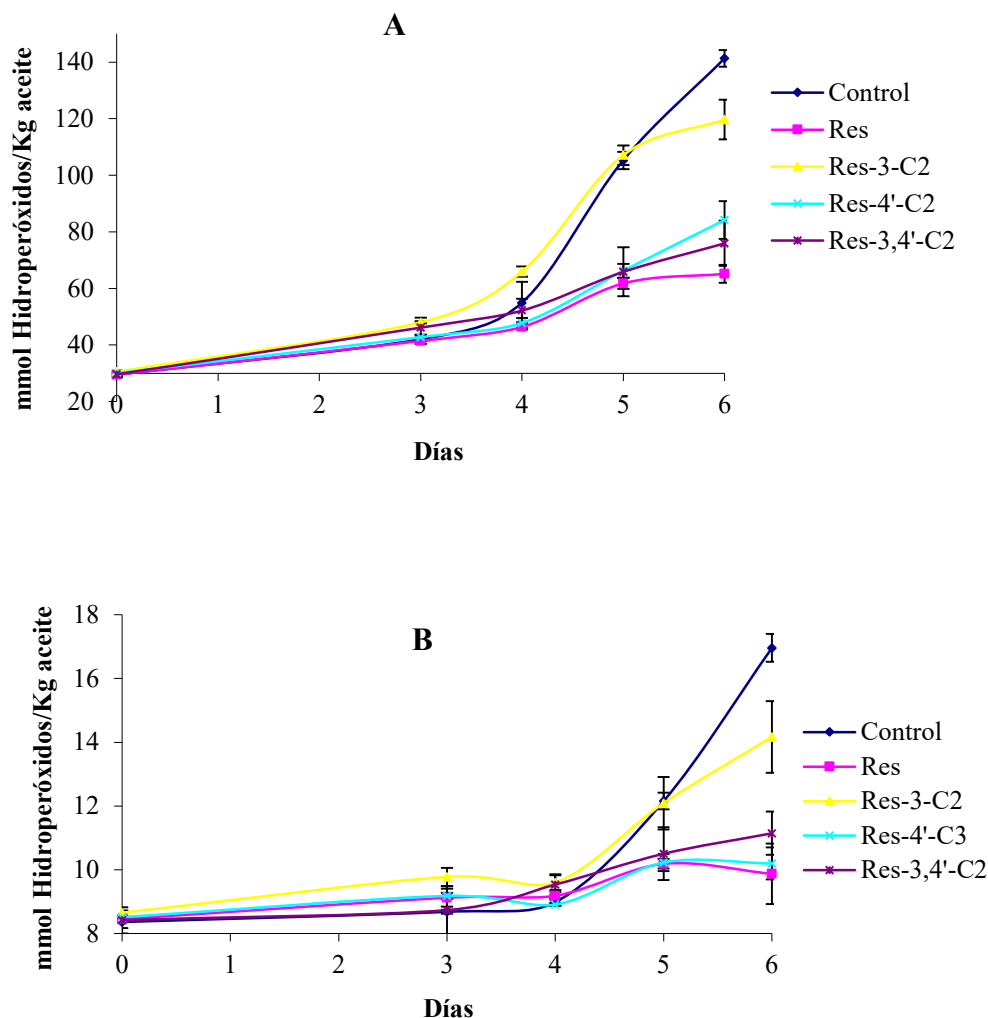 A
mmol Hidroperóxidos/Kg aceite
140
120
100
80
60
40
20
0 1 2 3 4 5 6
Días
Control
Res
Res-3-C2
Res-4'-C2
Res-3,4'-C2
B
mmol Hidroperóxidos/Kg aceite
18
16
14
12
10
8
0 1 2 3 4 5 6
Días
Control
Res
Res-3-C2
Res-4'-C3
Res-3,4'-C2